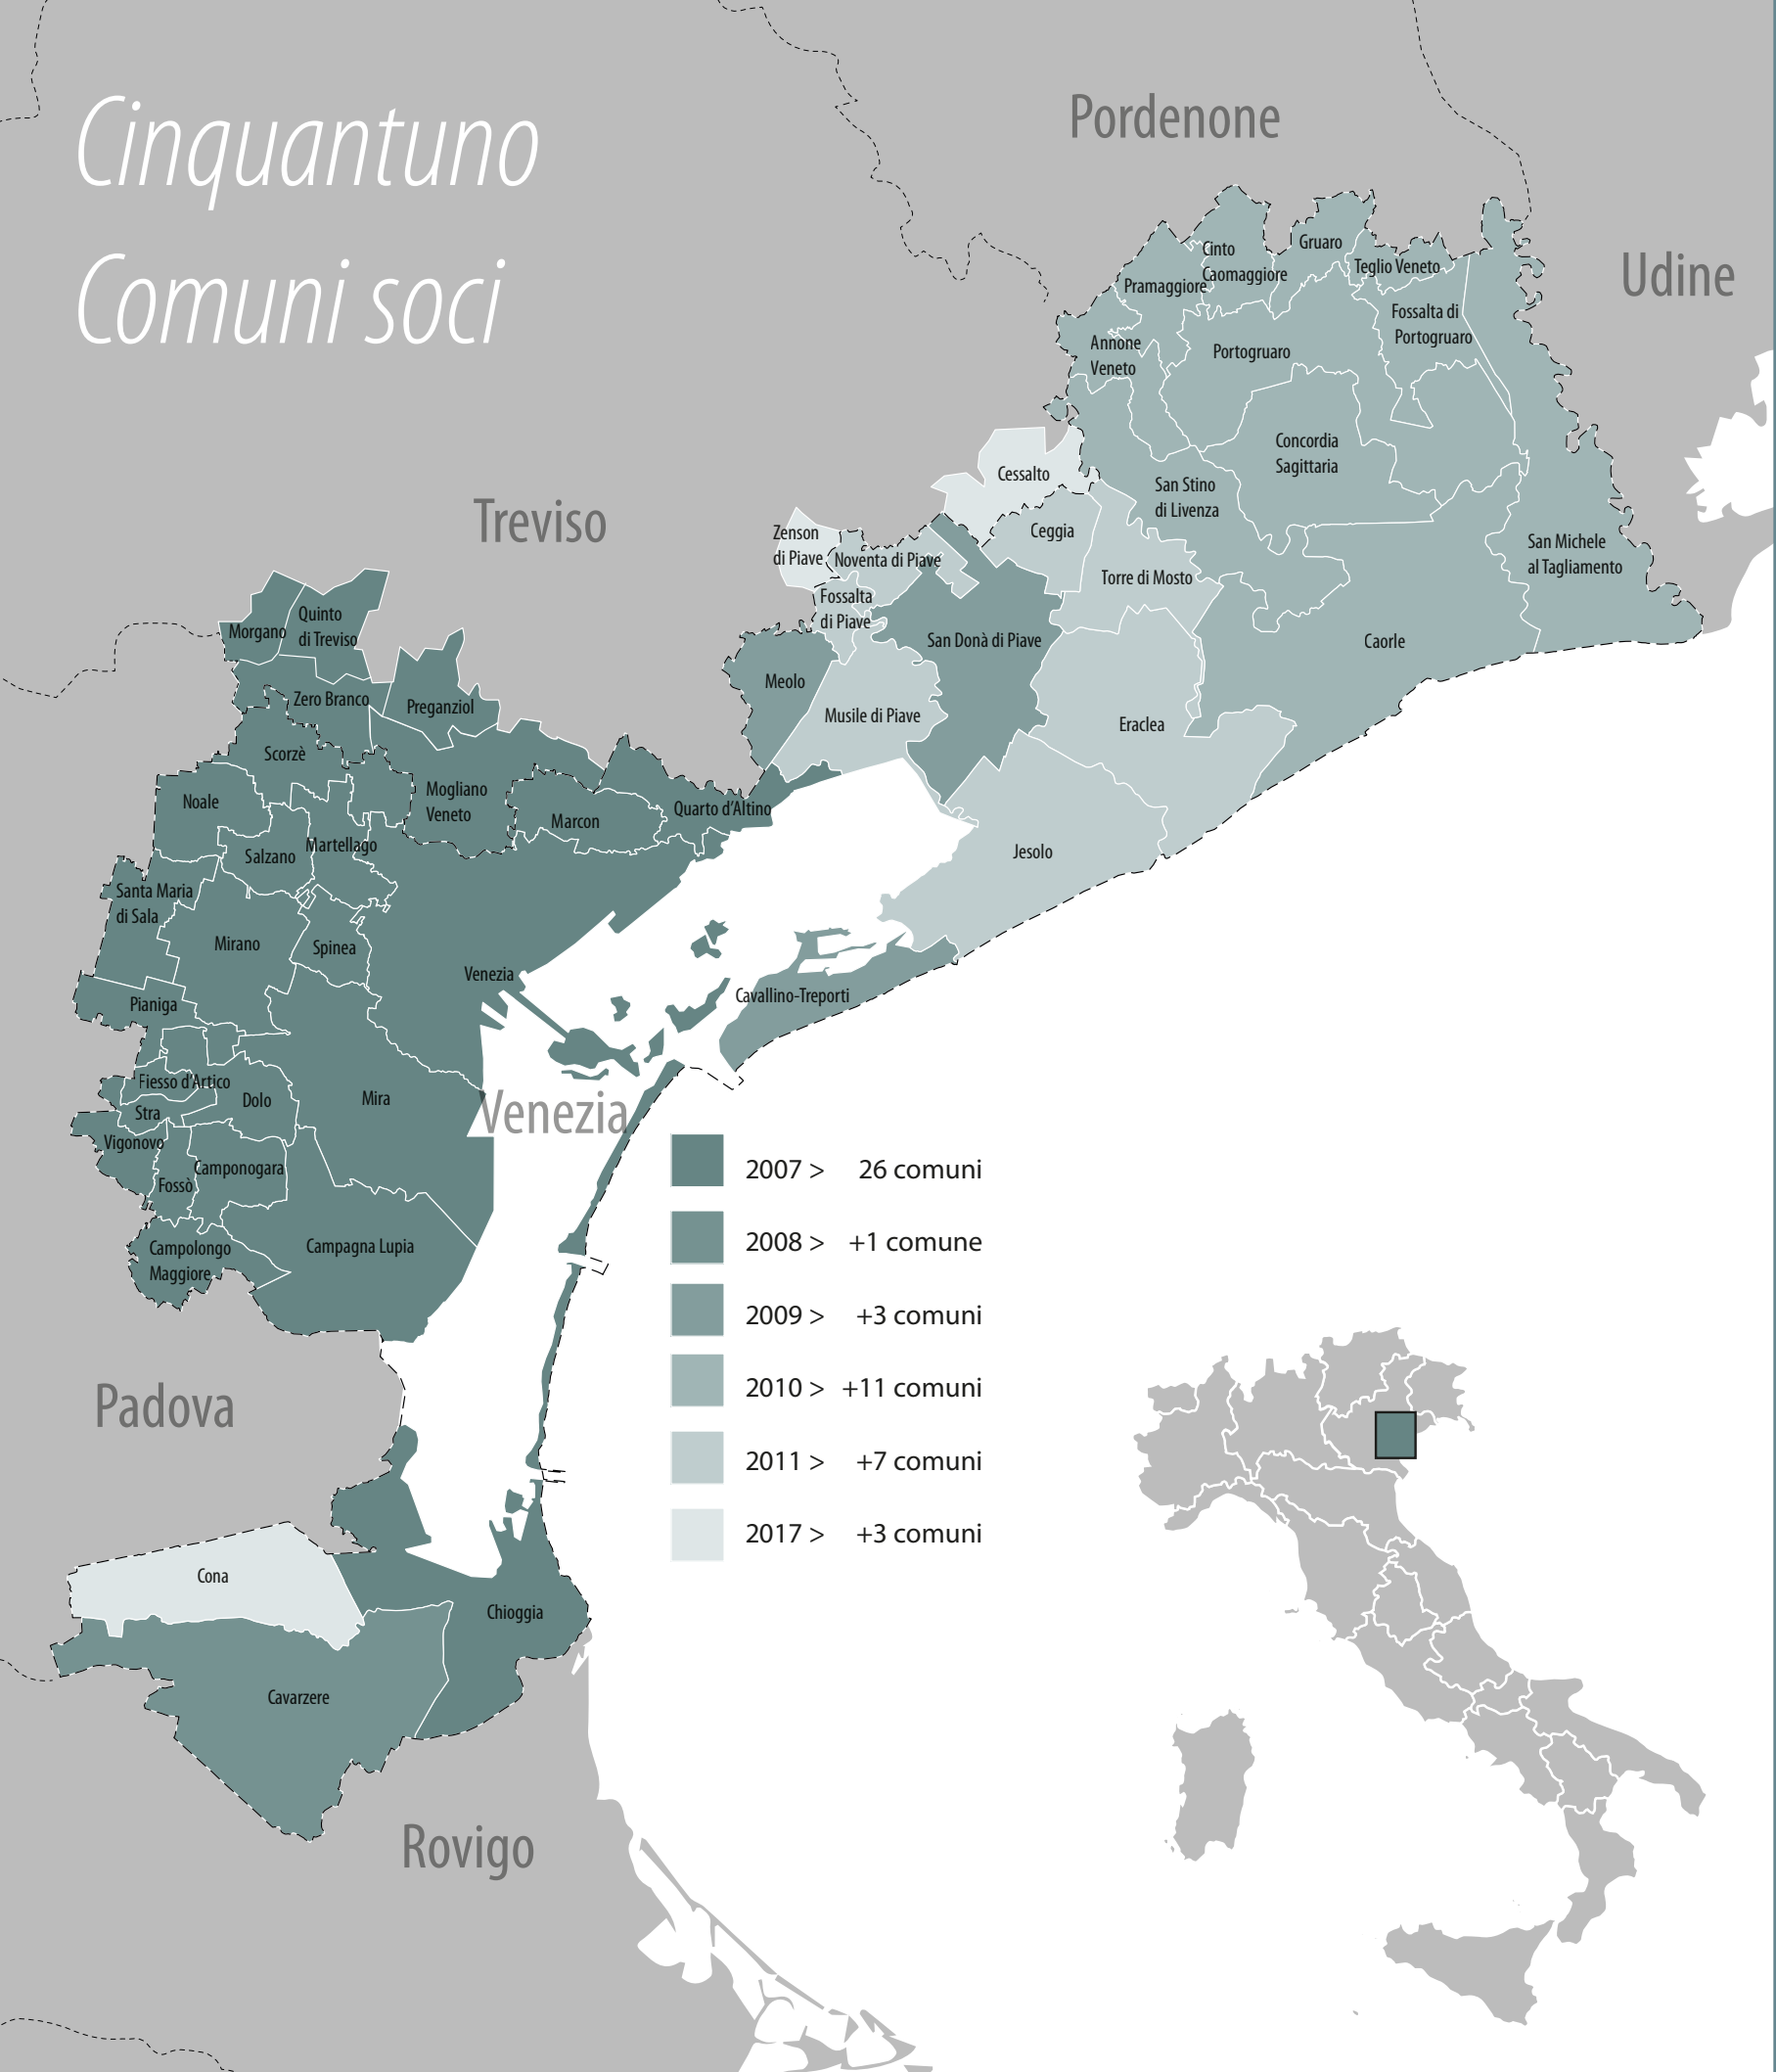 Cinquantuno
Comuni soci
Pordenone
Udine
Treviso
Venezia
Padova
Rovigo
Cinto
Caomaggiore
Gruaro
Teglio Veneto
Pramaggiore
Fossalta di
Portogruaro
Annone
Veneto
Portogruaro
Concordia
Sagittaria
Cessalto
San Stino
di Livenza
Ceggia
Zenson
di Piave
Noventa di Piave
San Michele
al Tagliamento
Torre di Mosto
Fossalta
di Piave
San Donà di Piave
Caorle
Meolo
Musile di Piave
Eraclea
Jesolo
Cavallino-Treporti
Morgano
Quinto
di Treviso
Zero Branco
Preganziol
Scorzè
Noale
Mogliano
Veneto
Marcon
Quarto d'Altino
Salzano
Martellago
Santa Maria
di Sala
Mirano
Spinea
Venezia
Pianiga
Fiesso d'Artico
Dolo
Mira
Stra
Vigonovo
Camponogara
Fossò
Campolongo
Maggiore
Campagna Lupia
Cona
Chioggia
Cavarzere
2007 > 26 comuni
2008 > +1 comune
2009 > +3 comuni
2010 > +11 comuni
2011 > +7 comuni
2017 > +3 comuni